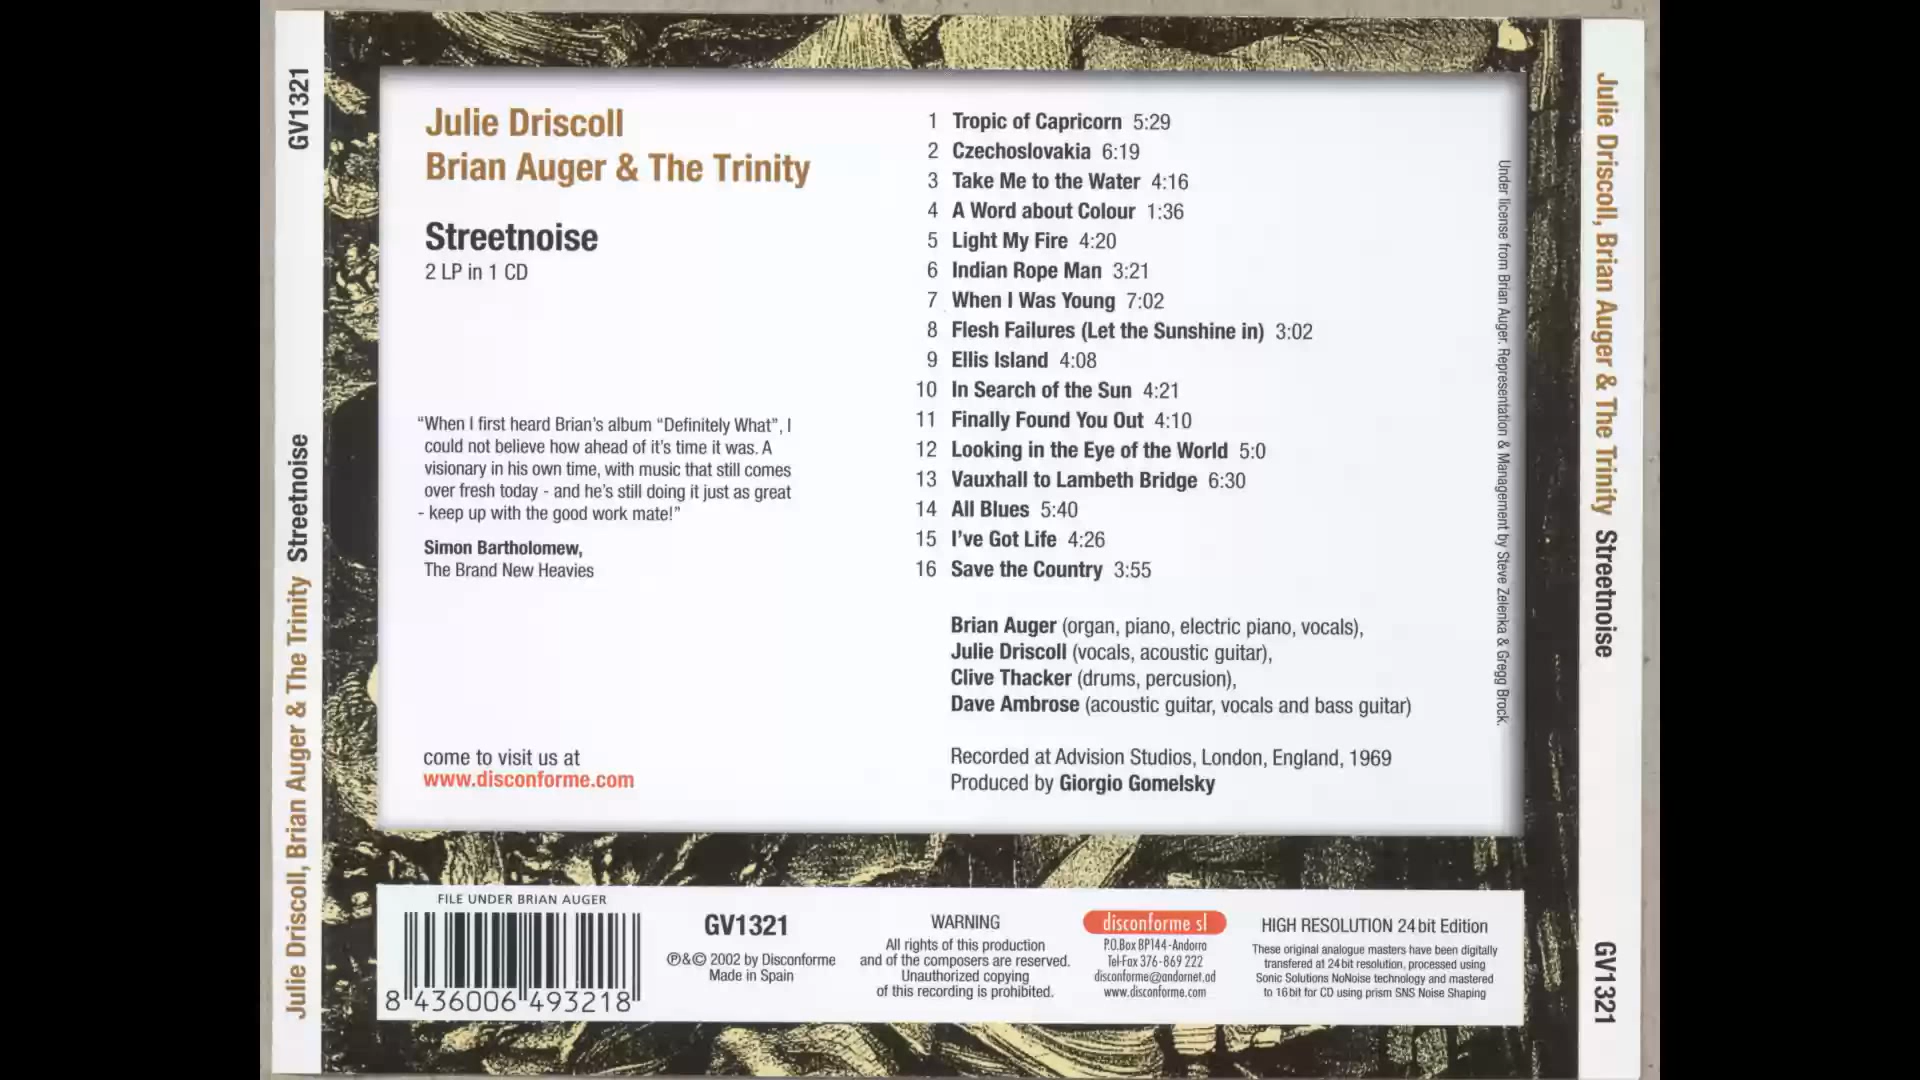 GV1321
Julie Driscoll, Brian Auger & The Trinity Streetnoise
Julie Driscoll
Brian Auger & The Trinity
Streetnoise
2 LP in 1 CD
“When I first heard Brian’s album “Definitely What”, I
could not believe how ahead of it’s time it was. A
visionary in his own time, with music that still comes
over fresh today - and he’s still doing it just as great
- keep up with the good work mate!”
Simon Bartholomew,
The Brand New Heavies
come to visit us at
www.disconforme.com
1 Tropic of Capricorn 5:29
2 Czechoslovakia 6:19
3 Take Me to the Water 4:16
4 A Word about Colour 1:36
5 Light My Fire 4:20
6 Indian Rope Man 3:21
7 When I Was Young 7:02
8 Flesh Failures (Let the Sunshine in) 3:02
9 Ellis Island 4:08
10 In Search of the Sun 4:21
11 Finally Found You Out 4:10
12 Looking in the Eye of the World 5:0
13 Vauxhall to Lambeth Bridge 6:30
14 All Blues 5:40
15 I’ve Got Life 4:26
16 Save the Country 3:55
Brian Auger (organ, piano, electric piano, vocals),
Julie Driscoll (vocals, acoustic guitar),
Clive Thacker (drums, percusion),
Dave Ambrose (acoustic guitar, vocals and bass guitar)
Recorded at Advision Studios, London, England, 1969
Produced by Giorgio Gomelsky
Under license from Brian Auger. Representation & Management by Steve Zelenka & Gregg Brock.
FILE UNDER BRIAN AUGER
8 436006 493218
GV1321
℗&© 2002 by Disconforme
Made in Spain
WARNING
All rights of this production
and of the composers are reserved.
Unauthorized copying
of this recording is prohibited.
disconforme sl
P.O.Box BP144-Andorra
Tel-Fax 376-869 222
disconforme@andornet.ad
www.disconforme.com
HIGH RESOLUTION 24bit Edition
These original analogue masters have been digitally
transfered at 24bit resolution, processed using
Sonic Solutions NoNoise technology and mastered
to 16bit for CD using prism SNS Noise Shaping
Julie Driscoll, Brian Auger & The Trinity Streetnoise
GV1321